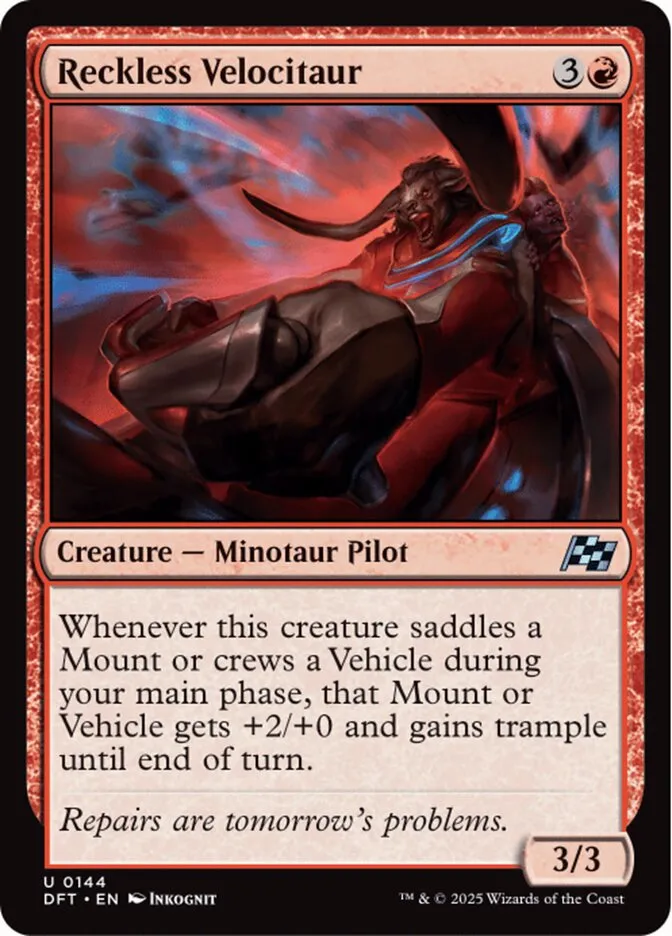 Reckless Velocitaur
3
Creature — Minotaur Pilot
Whenever this creature saddles a
Mount or crews a Vehicle during
your main phase, that Mount or
Vehicle gets +2/+0 and gains trample
until end of turn.
Repairs are tomorrow's problems.
3/3
U 0144
DFT • EN INKOGNIT
™ & © 2025 Wizards of the Coast